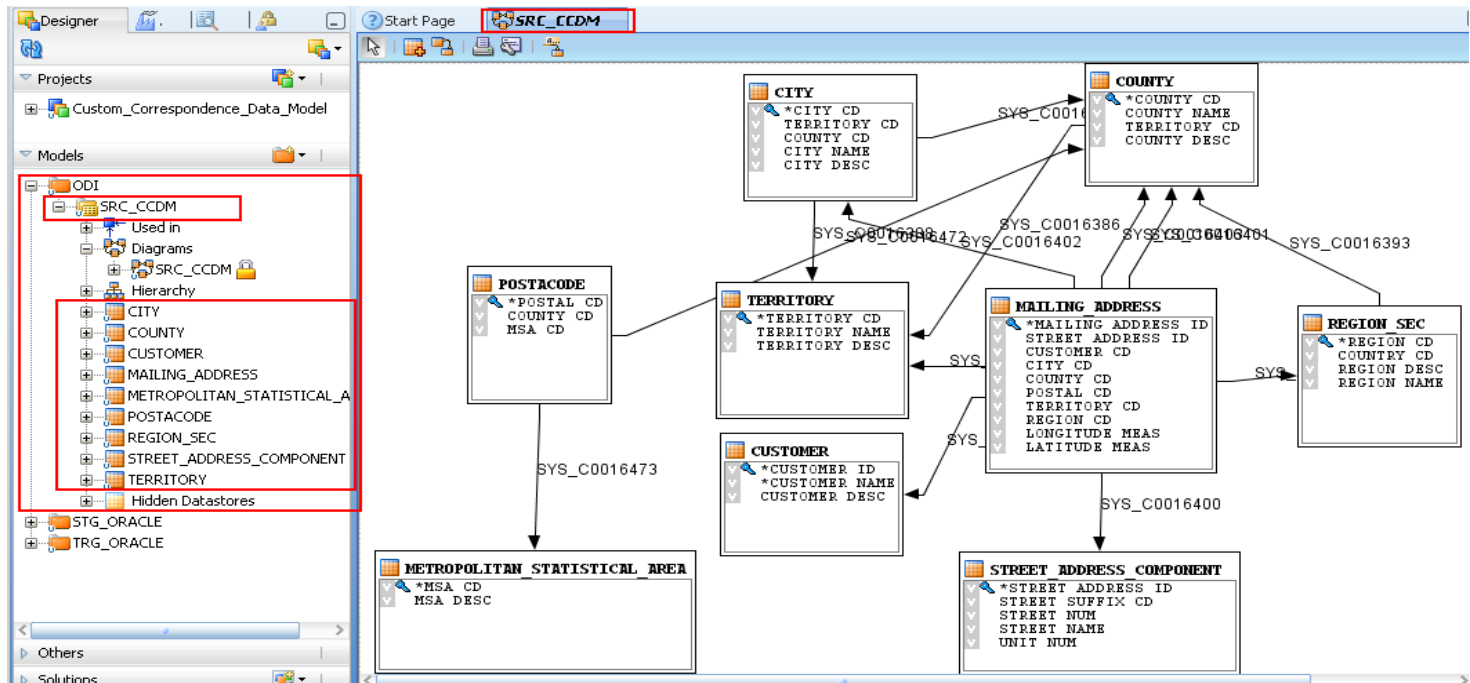 Designer
Projects
Custom_Correspondence_Data_Model
Models
ODI
SRC_CCDM
Used in
Diagrams
SRC_CCDM
Hierarchy
CITY
COUNTY
CUSTOMER
MAILING_ADDRESS
METROPOLITAN_STATISTICAL_A
POSTACODE
REGION_SEC
STREET_ADDRESS_COMPONENT
TERRITORY
Hidden Datastores
STG_ORACLE
TRG_ORACLE
Others
Solutions
Start Page
SRC_CCDM
CITY
*CITY CD
TERRITORY CD
COUNTY CD
CITY NAME
CITY DESC
COUNTY
*COUNTY CD
COUNTY NAME
TERRITORY CD
COUNTY DESC
SYS_C0016386
SYS_C0016402
SYS_C0016393
POSTACODE
*POSTAL CD
COUNTY CD
MSA CD
TERRITORY
*TERRITORY CD
TERRITORY NAME
TERRITORY DESC
MAILING_ADDRESS
*MAILING ADDRESS ID
STREET ADDRESS ID
CUSTOMER CD
CITY CD
COUNTY CD
POSTAL CD
TERRITORY CD
REGION CD
LONGITUDE MEAS
LATITUDE MEAS
REGION_SEC
*REGION CD
COUNTRY CD
REGION DESC
REGION NAME
SYS_
SYS_
SYS_
CUSTOMER
*CUSTOMER ID
*CUSTOMER NAME
CUSTOMER DESC
SYS_C0016473
SYS_C0016400
METROPOLITAN_STATISTICAL_AREA
*MSA CD
MSA DESC
STREET_ADDRESS_COMPONENT
*STREET ADDRESS ID
STREET SUFFIX CD
STREET NUM
STREET NAME
UNIT NUM